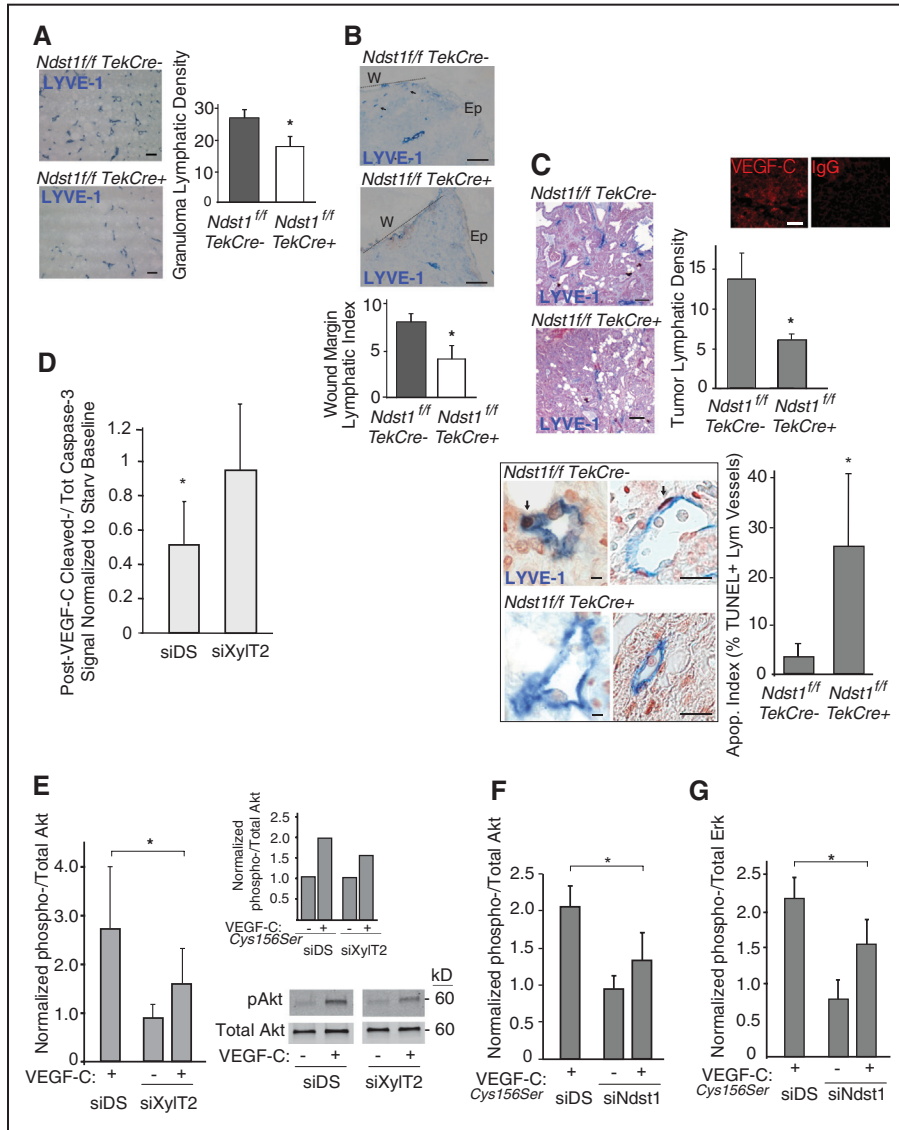 A
Ndst1f/f TekCre-
LYVE-1
Ndst1f/f TekCre+
LYVE-1
Granuloma Lymphatic Density
30
20
10
0
*
Ndst1 f/f TekCre-
Ndst1 f/f TekCre+
B
Ndst1f/f TekCre-
W
Ep
LYVE-1
Ndst1f/f TekCre+
W
Ep
LYVE-1
Wound Margin Lymphatic Index
10
5
0
*
Ndst1 f/f TekCre-
Ndst1 f/f TekCre+
C
Ndst1f/f TekCre-
LYVE-1
Ndst1f/f TekCre+
LYVE-1
VEGF-C
IgG
Tumor Lymphatic Density
15
10
5
0
*
Ndst1 f/f TekCre-
Ndst1 f/f TekCre+
Ndst1f/f TekCre-
LYVE-1
Ndst1f/f TekCre+
Apop. Index (% TUNEL+ Lym Vessels)
40
30
20
10
0
*
Ndst1 f/f TekCre-
Ndst1 f/f TekCre+
D
Post-VEGF-C Cleaved-/ Tot Caspase-3
Signal Normalized to Starv Baseline
1.2
1
0.8
0.6
0.4
0.2
0
*
siDS siXylT2
E
Normalized phospho-/Total Akt
4.0
3.0
2.0
1.0
0
*
VEGF-C: + - +
siDS siXylT2
Normalized phospho-/Total Akt
2.0
1.5
1.0
0.5
0
VEGF-C: - + - +
Cys156Ser
siDS siXylT2
kD
pAkt - 60
Total Akt - 60
VEGF-C: - + - +
siDS siXylT2
F
Normalized phospho-/Total Akt
2.5
2.0
1.5
1.0
0.5
0
*
VEGF-C: + - +
Cys156Ser siDS siNdst1
G
Normalized phospho-/Total Erk
2.5
2.0
1.5
1.0
0.5
0
*
VEGF-C: + - +
Cys156Ser siDS siNdst1